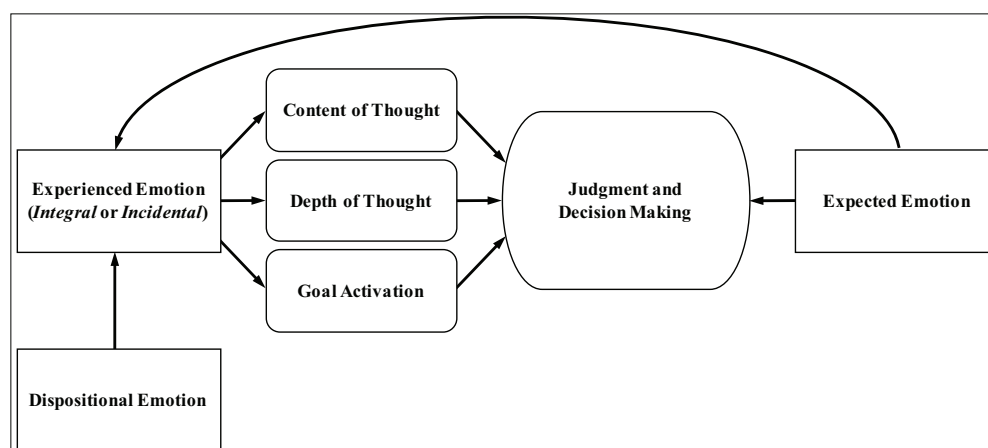 Content of Thought
Experienced Emotion
(Integral or Incidental)
Depth of Thought
Judgment and
Decision Making
Expected Emotion
Goal Activation
Dispositional Emotion